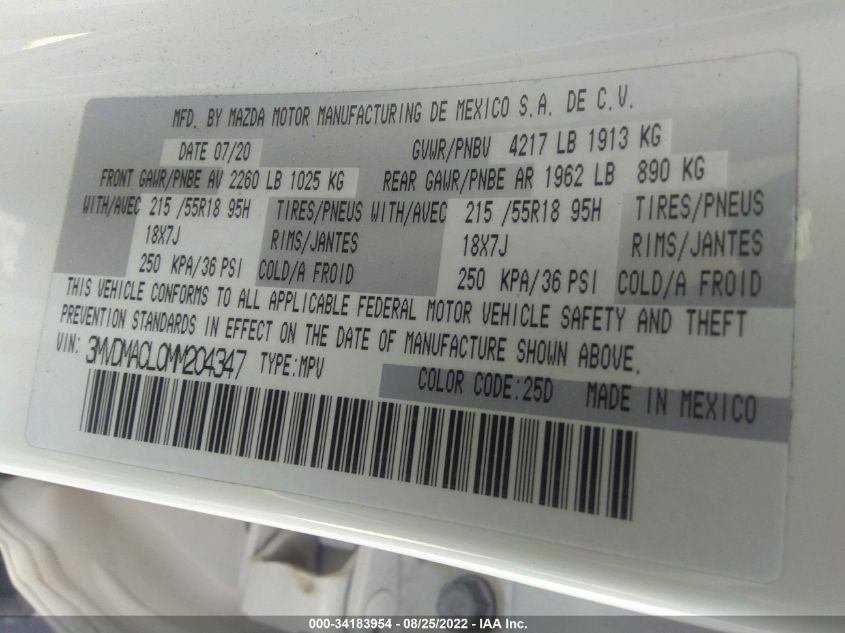 MFD. BY MAZDA MOTOR MANUFACTURING DE MEXICO S.A. DE C.V.
DATE 07/20 GVWR/PNBV 4217 LB 1913 KG
FRONT GAWR/PNBE AV 2260 LB 1025 KG REAR GAWR/PNBE AR 1962 LB 890 KG
WITH/AVEC 215 /55R18 95H TIRES/PNEUS WITH/AVEC 215 /55R18 95H TIRES/PNEUS
18X7J RIMS/JANTES 18X7J RIMS/JANTES
250 KPA/36 PSI COLD/A FROID 250 KPA/36 PSI COLD/A FROID
THIS VEHICLE CONFORMS TO ALL APPLICABLE FEDERAL MOTOR VEHICLE SAFETY AND THEFT
PREVENTION STANDARDS IN EFFECT ON THE DATE OF MANUFACTURE SHOWN ABOVE.
VIN: 3MVDMACL0MM204347 TYPE:MPV
COLOR CODE:25D MADE IN MEXICO
000-34183954 - 08/25/2022 - IAA Inc.